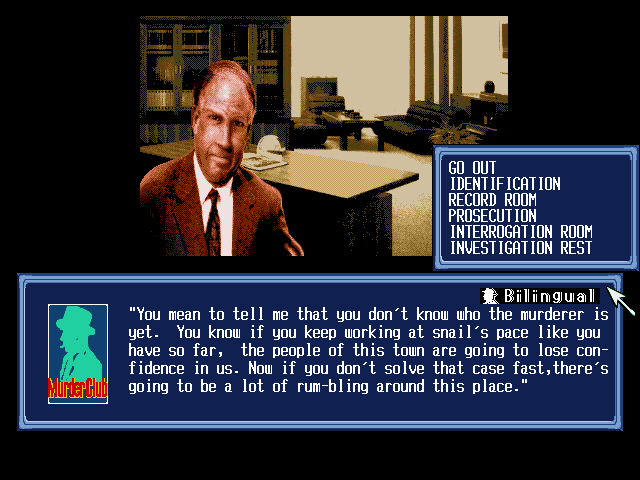 GO OUT
IDENTIFICATION
RECORD ROOM
PROSECUTION
INTERROGATION ROOM
INVESTIGATION REST
Bilingual
"You mean to tell me that you don't know who the murderer is
yet. You know if you keep working at snail's pace like you
have so far, the people of this town are going to lose con-
fidence in us. Now if you don't solve that case fast,there's
going to be a lot of rum-bling around this place."
MurderClub